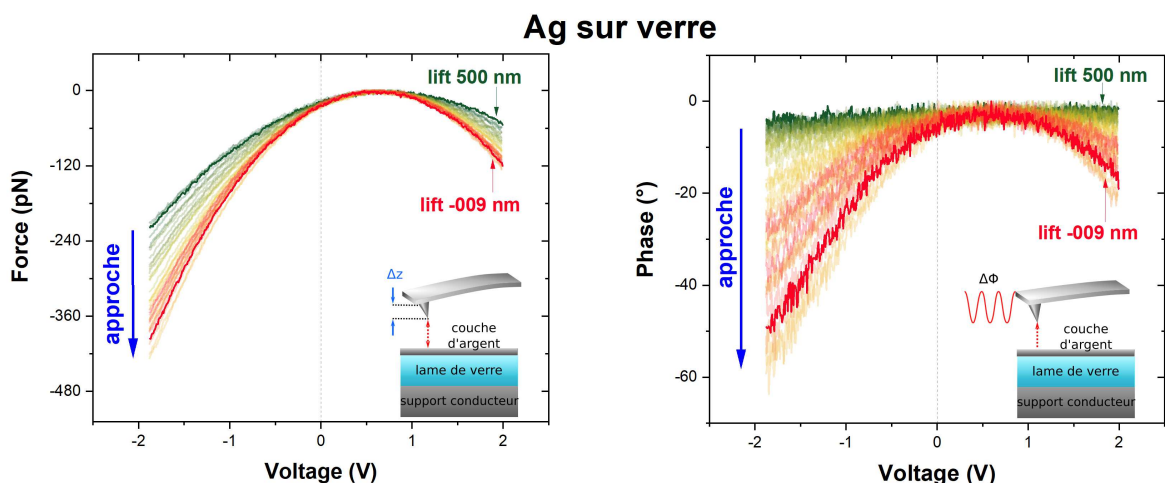 Ag sur verre
lift 500 nm
0
-120
-240
-360
-480
Force (pN)
approche
lift -009 nm
Δz
couche
d'argent
lame de verre
support conducteur
-2
-1
0
1
2
Voltage (V)
lift 500 nm
0
-20
-40
-60
Phase (°)
approche
lift -009 nm
ΔΦ
couche
d'argent
lame de verre
support conducteur
-2
-1
0
1
2
Voltage (V)